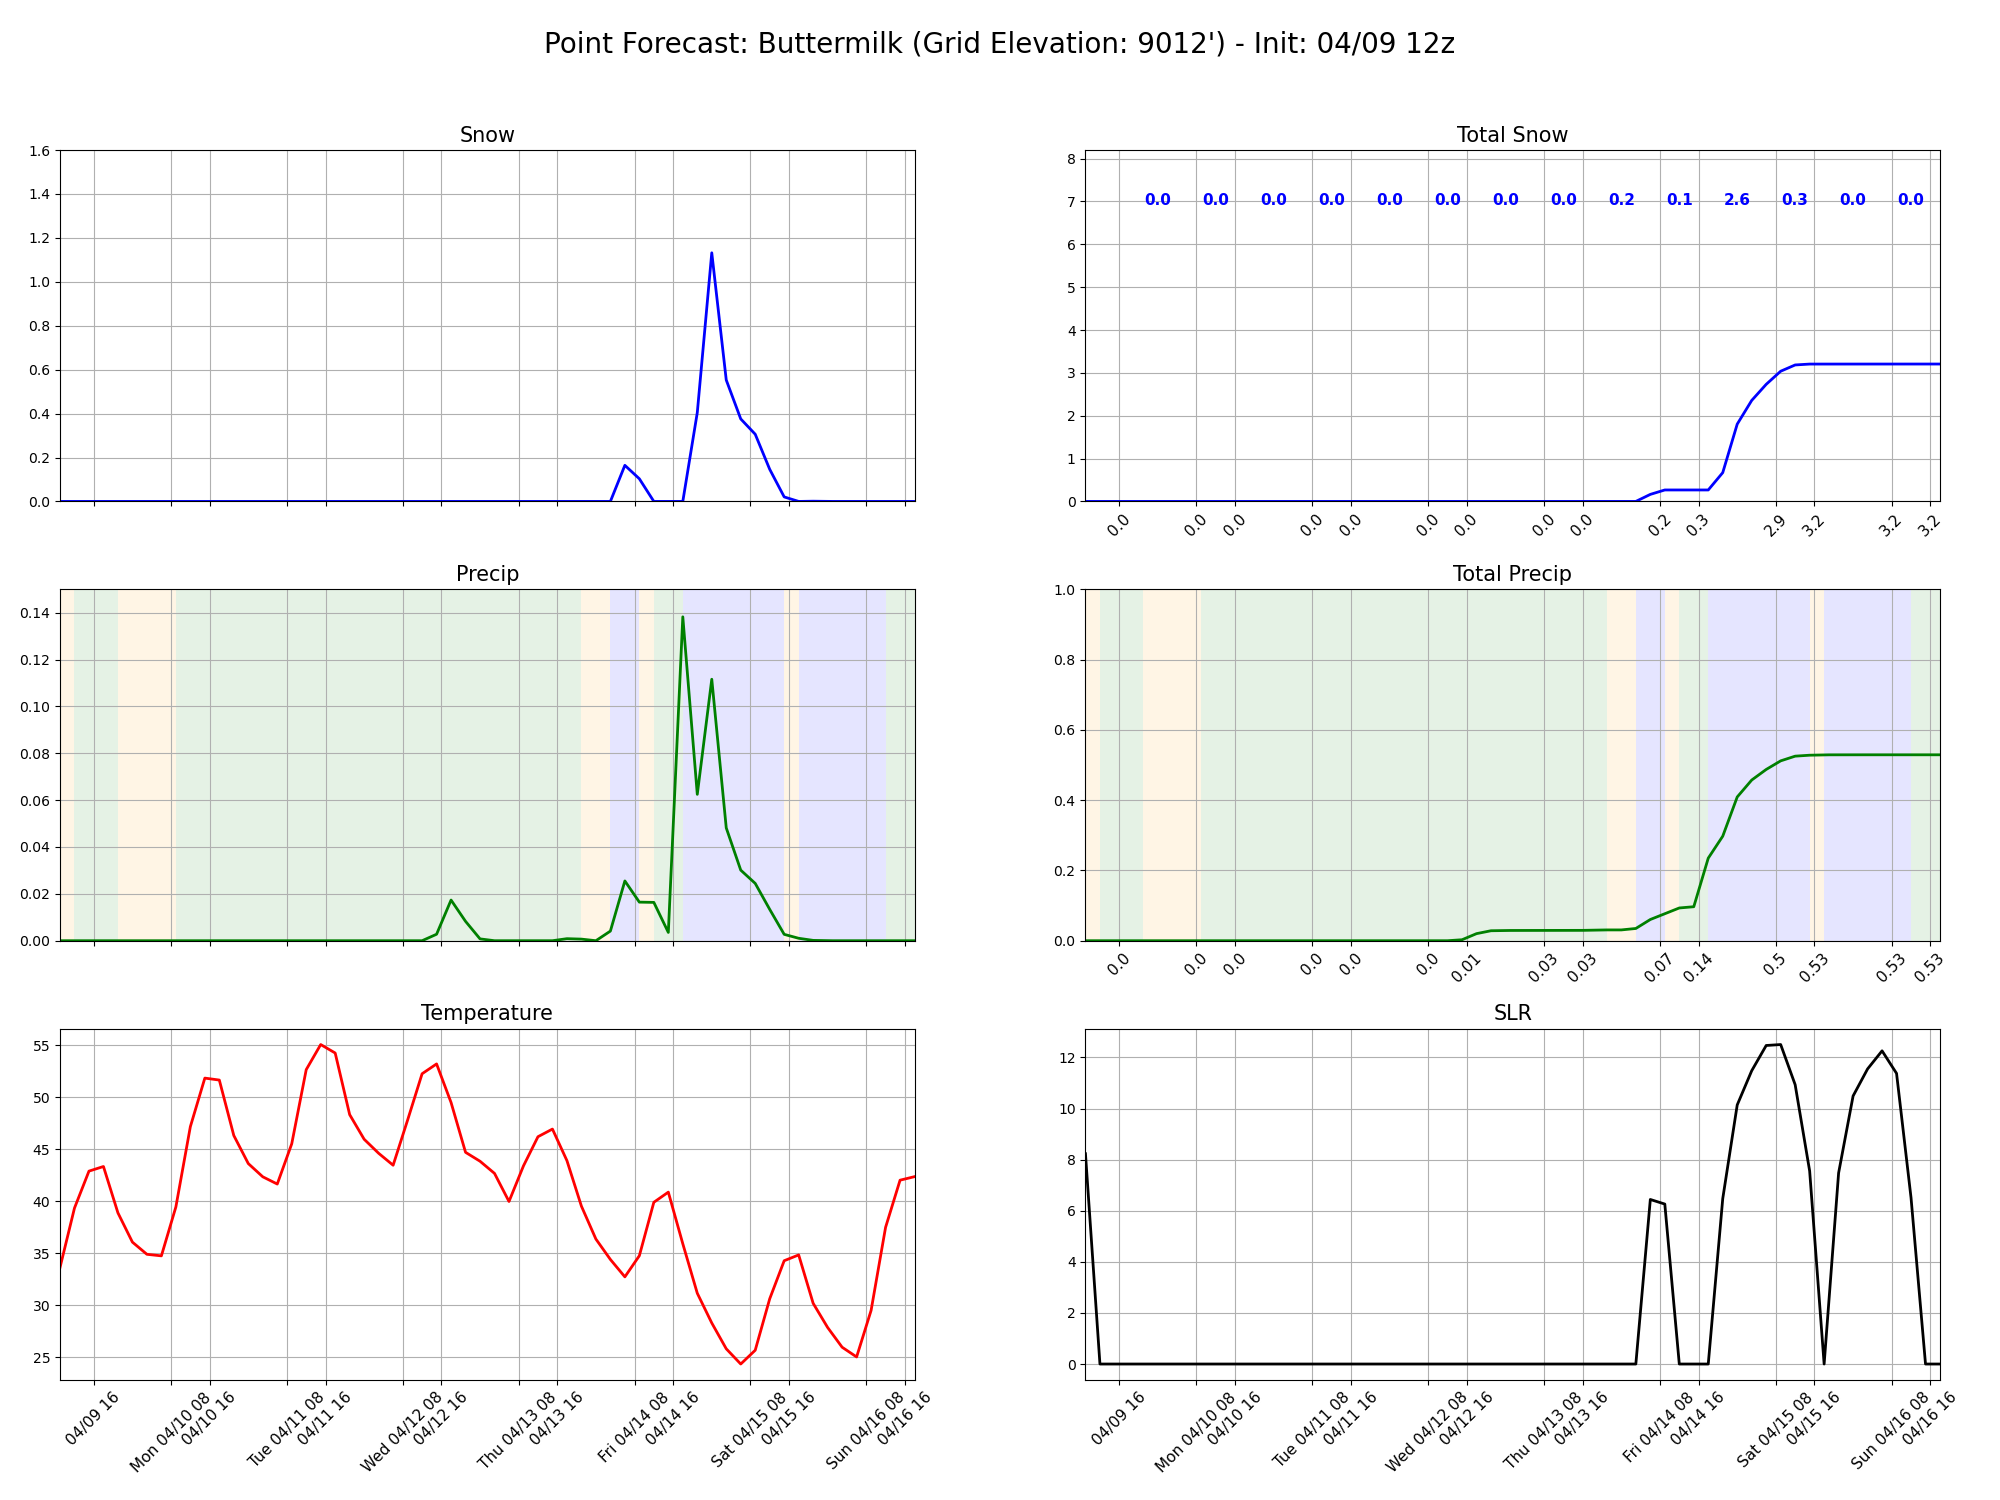 Point Forecast: Buttermilk (Grid Elevation: 9012') - Init: 04/09 12z
Snow
1.6
1.4
1.2
1.0
0.8
0.6
0.4
0.2
0.0
Total Snow
8
7
6
5
4
3
2
1
0
0.0 0.0 0.0 0.0 0.0 0.0 0.0 0.0 0.2 0.1 2.6 0.3 0.0 0.0
0.0 0.0 0.0 0.0 0.0 0.0 0.0 0.0 0.0 0.2 0.3 2.9 3.2 3.2 3.2
Precip
0.14
0.12
0.10
0.08
0.06
0.04
0.02
0.00
Total Precip
1.0
0.8
0.6
0.4
0.2
0.0
0.0 0.0 0.0 0.0 0.0 0.0 0.01 0.03 0.03 0.07 0.14 0.5 0.53 0.53 0.53
Temperature
55
50
45
40
35
30
25
04/09 16
Mon 04/10 08
04/10 16
Tue 04/11 08
04/11 16
Wed 04/12 08
04/12 16
Thu 04/13 08
04/13 16
Fri 04/14 08
04/14 16
Sat 04/15 08
04/15 16
Sun 04/16 08
04/16 16
SLR
12
10
8
6
4
2
0
04/09 16
Mon 04/10 08
04/10 16
Tue 04/11 08
04/11 16
Wed 04/12 08
04/12 16
Thu 04/13 08
04/13 16
Fri 04/14 08
04/14 16
Sat 04/15 08
04/15 16
Sun 04/16 08
04/16 16